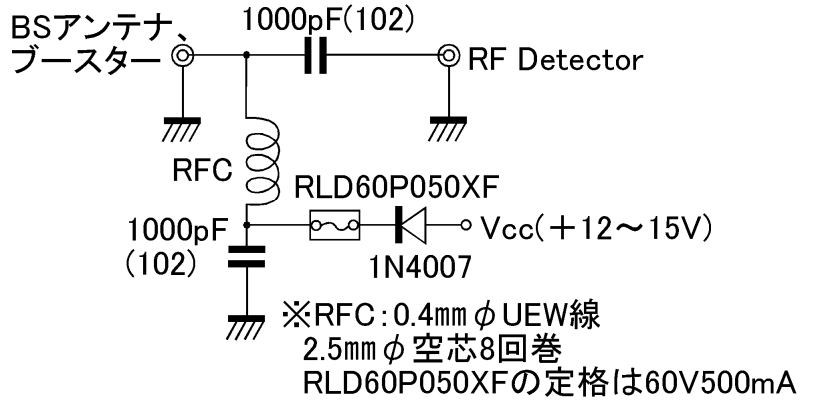 BSアンテナ、
ブースター
1000pF(102)
RF Detector
RFC
RLD60P050XF
1000pF
(102)
Vcc(+12～15V)
1N4007
※RFC:0.4㎜φUEW線
2.5㎜φ空芯8回巻
RLD60P050XFの定格は60V500mA